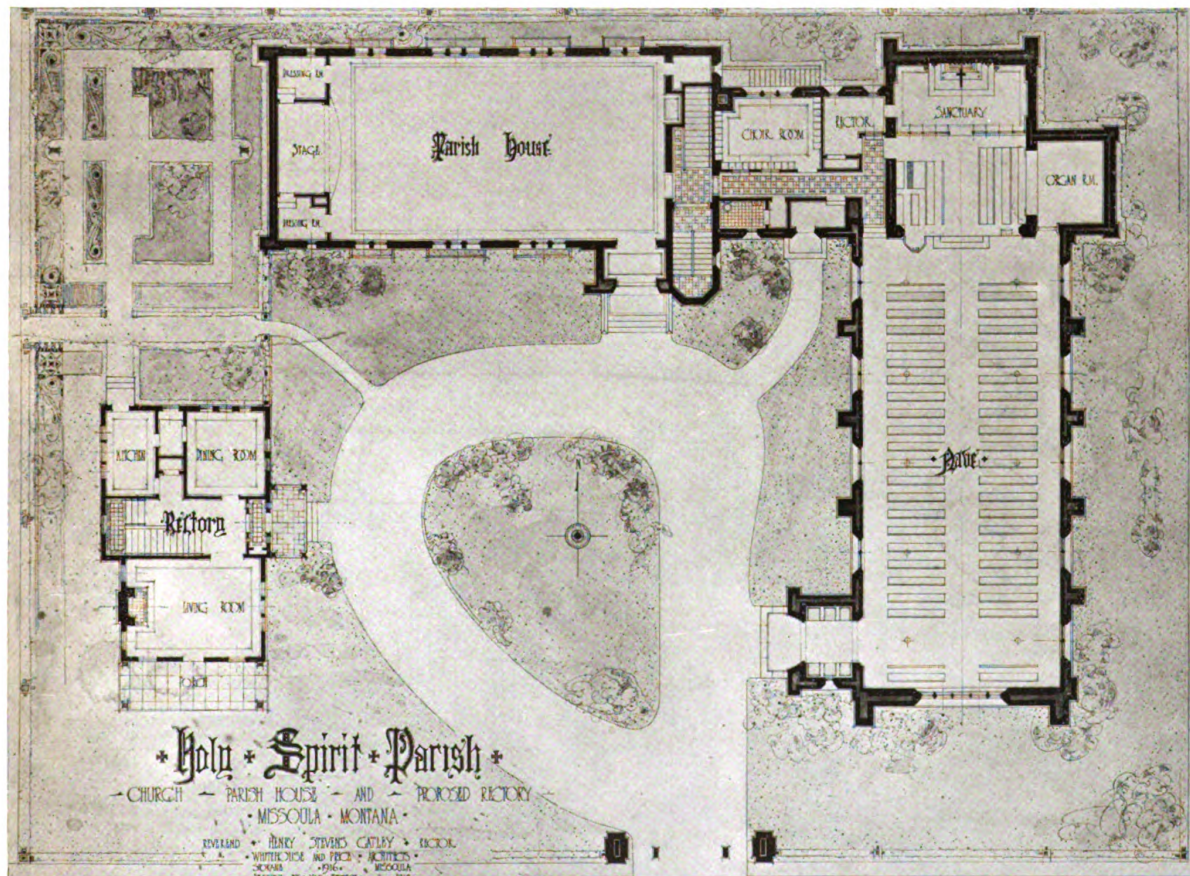 DRESSING RM.
STAGE
DRESSING RM.
Parish House
CHOIR ROOM
RECTOR
SANCTUARY
ORGAN RM.
Nave
N
KITCHEN
DINING ROOM
Rectory
LIVING ROOM
PORCH
Holy Spirit Parish
CHURCH - PARISH HOUSE - AND - PROPOSED RECTORY
MISSOULA · MONTANA
REVEREND · HENRY STEVENS GATLEY · RECTOR
WHITEHOUSE AND PRICE · ARCHITECTS
SPOKANE · 1916 · MISSOULA